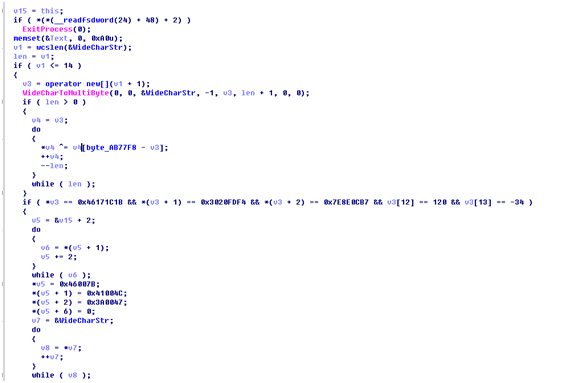 v15 = this;
if ( *(*(__readfsdword(24) + 48) + 2) )
ExitProcess(0);
memset(&Text, 0, 0xA0u);
v1 = wcslen(&WideCharStr);
len = v1;
if ( v1 <= 14 )
{
v3 = operator new[](v1 + 1);
WideCharToMultiByte(0, 0, &WideCharStr, -1, v3, len + 1, 0, 0);
if ( len > 0 )
{
v4 = v3;
do
{
*v4 ^= v4[byte_AB77F8 - v3];
++v4;
--len;
}
while ( len );
}
if ( *v3 == 0x46171C1B && *(v3 + 1) == 0x3020FDF4 && *(v3 + 2) == 0x7E8E0CB7 && v3[12] == 120 && v3[13] == -34 )
{
v5 = &v15 + 2;
do
{
v6 = *(v5 + 1);
v5 += 2;
}
while ( v6 );
*v5 = 0x46007B;
*(v5 + 1) = 0x41004C;
*(v5 + 2) = 0x3A0047;
*(v5 + 6) = 0;
v7 = &WideCharStr;
do
{
v8 = *v7;
++v7;
}
while ( v8 );